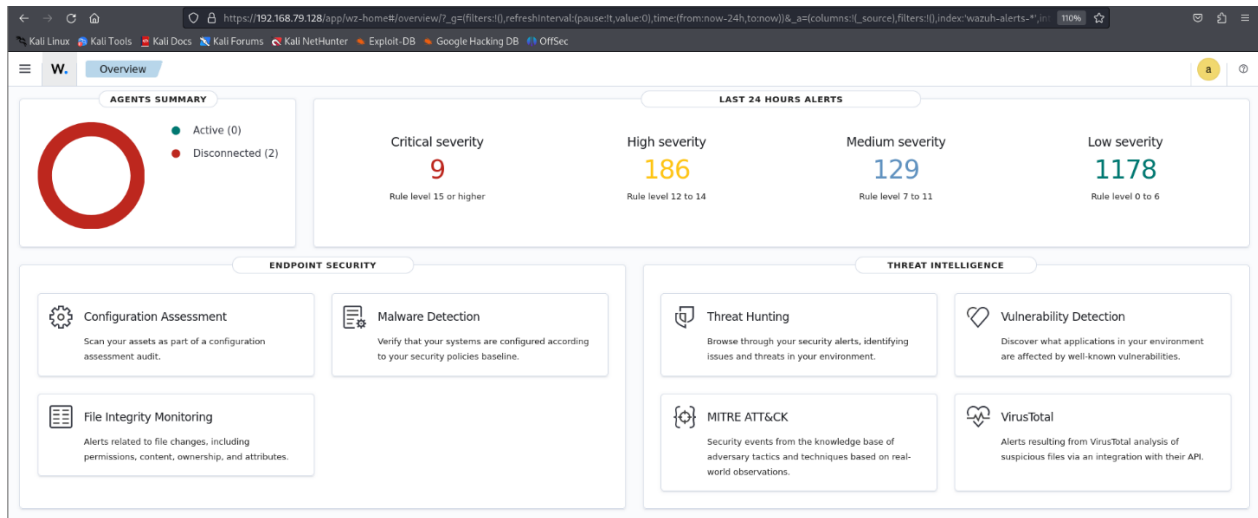 https://192.168.79.128/app/wz-home#/overview/?_g=(filters:!(),refreshInterval:(pause:!t,value:0),time:(from:now-24h,to:now))&_a=(columns:!(_source),filters:!(),index:'wazuh-alerts-*',in
110%
Kali Linux Kali Tools Kali Docs Kali Forums Kali NetHunter Exploit-DB Google Hacking DB OffSec
W. Overview a
AGENTS SUMMARY
Active (0)
Disconnected (2)
LAST 24 HOURS ALERTS
Critical severity
9
Rule level 15 or higher
High severity
186
Rule level 12 to 14
Medium severity
129
Rule level 7 to 11
Low severity
1178
Rule level 0 to 6
ENDPOINT SECURITY
Configuration Assessment
Scan your assets as part of a configuration
assessment audit.
Malware Detection
Verify that your systems are configured according
to your security policies baseline.
File Integrity Monitoring
Alerts related to file changes, including
permissions, content, ownership, and attributes.
THREAT INTELLIGENCE
Threat Hunting
Browse through your security alerts, identifying
issues and threats in your environment.
Vulnerability Detection
Discover what applications in your environment
are affected by well-known vulnerabilities.
MITRE ATT&CK
Security events from the knowledge base of
adversary tactics and techniques based on real-
world observations.
VirusTotal
Alerts resulting from VirusTotal analysis of
suspicious files via an integration with their API.